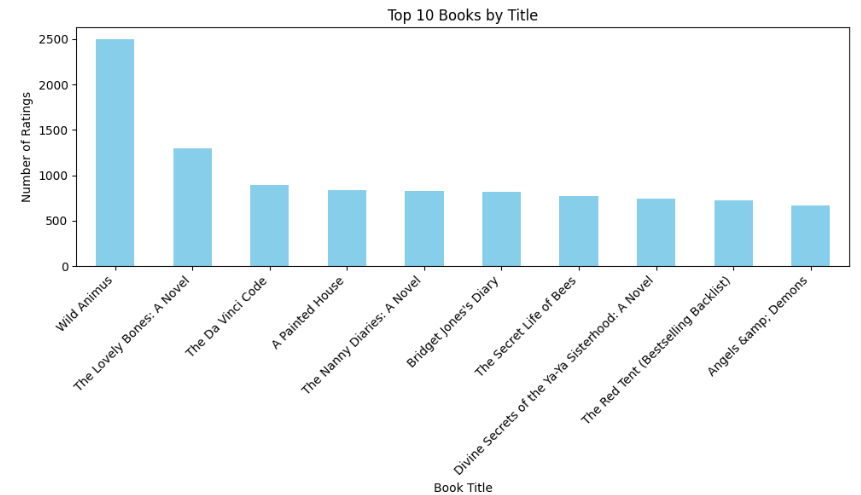 Top 10 Books by Title
Number of Ratings
2500
2000
1500
1000
500
0
Wild Animus
The Lovely Bones: A Novel
The Da Vinci Code
A Painted House
The Nanny Diaries: A Novel
Bridget Jones's Diary
The Secret Life of Bees
Divine Secrets of the Ya-Ya Sisterhood: A Novel
The Red Tent (Bestselling Backlist)
Angels &amp; Demons
Book Title